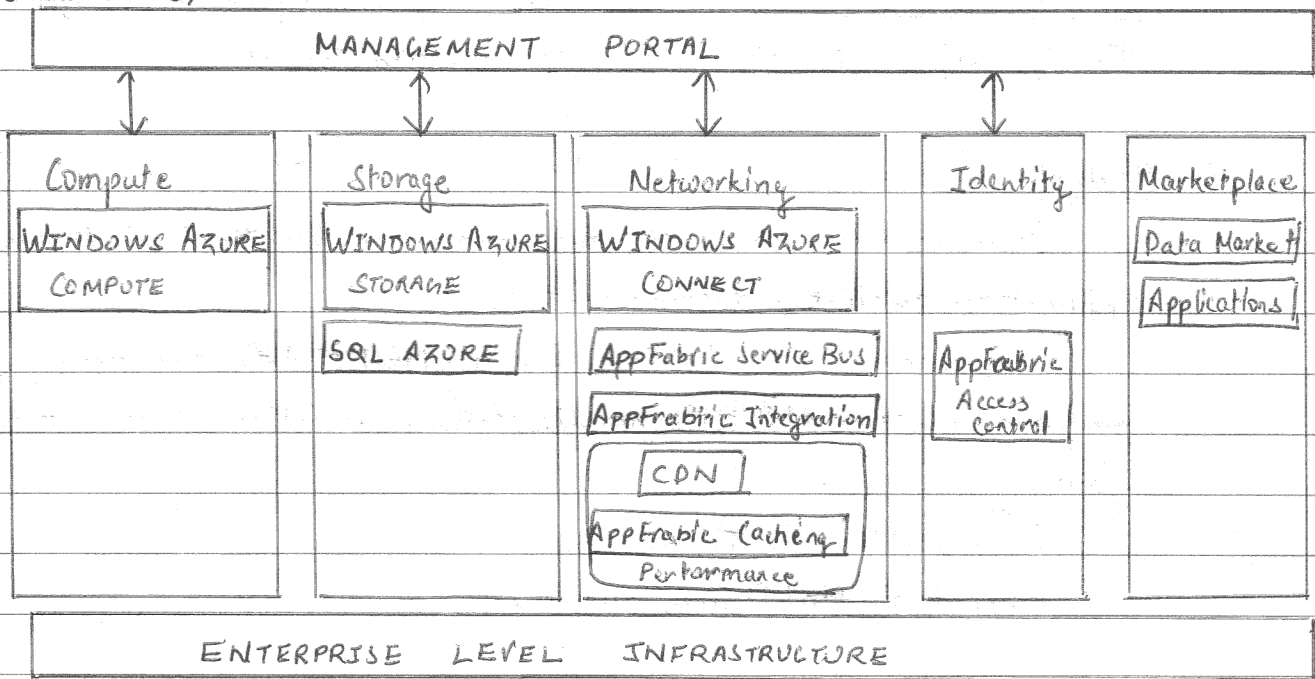 MANAGEMENT PORTAL
Compute
WINDOWS AZURE
COMPUTE
Storage
WINDOWS AZURE
STORAGE
SQL AZURE
Networking
WINDOWS AZURE
CONNECT
AppFabric Service Bus
AppFrabric Integration
CDN
AppFrabic Caching
Performance
Identity
AppFrabric
Access
Control
Marketplace
Data Market
Applications
ENTERPRISE LEVEL INFRASTRUCTURE